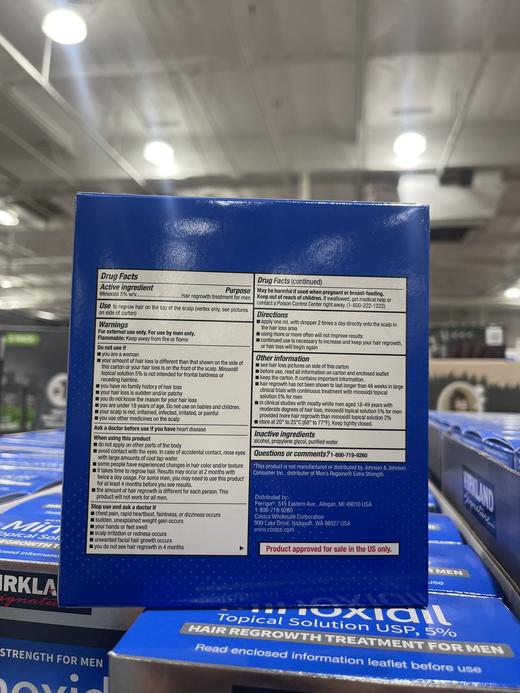 Drug Facts
Active ingredient Purpose
Minoxidil 5% w/v Hair regrowth treatment for men
Use to regrow hair on the top of the scalp (vertex only, see pictures
on side of carton)
Warnings
For external use only. For use by men only.
Flammable: Keep away from fire or flame
Do not use if
■ you are a woman
■ your amount of hair loss is different than that shown on the side of
this carton or your hair loss is on the front of the scalp. Minoxidil
topical solution 5% is not intended for frontal baldness or
receding hairline.
■ you have no family history of hair loss
■ your hair loss is sudden and/or patchy
■ you do not know the reason for your hair loss
■ you are under 18 years of age. Do not use on babies and children.
■ your scalp is red, inflamed, infected, irritated, or painful
■ you use other medicines on the scalp
Ask a doctor before use if you have heart disease
When using this product
■ do not apply on other parts of the body
■ avoid contact with the eyes. In case of accidental contact, rinse eyes
with large amounts of cool tap water.
■ some people have experienced changes in hair color and/or texture
■ it takes time to regrow hair. Results may occur at 2 months with
twice a day usage. For some men, you may need to use this product
for at least 4 months before you see results.
■ the amount of hair regrowth is different for each person. This
product will not work for all men.
Stop use and ask a doctor if
■ chest pain, rapid heartbeat, faintness, or dizziness occurs
■ sudden, unexplained weight gain occurs
■ your hands or feet swell
■ scalp irritation or redness occurs
■ unwanted facial hair growth occurs
■ you do not see hair regrowth in 4 months
Drug Facts (continued)
May be harmful if used when pregnant or breast-feeding.
Keep out of reach of children. If swallowed, get medical help or
contact a Poison Control Center right away. (1-800-222-1222)
Directions
■ apply one mL with dropper 2 times a day directly onto the scalp in
the hair loss area
■ using more or more often will not improve results
■ continued use is necessary to increase and keep your hair regrowth,
or hair loss will begin again
Other information
■ see hair loss pictures on side of this carton
■ before use, read all information on carton and enclosed leaflet
■ keep the carton. It contains important information.
■ hair regrowth has not been shown to last longer than 48 weeks in large
clinical trials with continuous treatment with minoxidil topical
solution 5% for men
■ in clinical studies with mostly white men aged 18-49 years with
moderate degrees of hair loss, minoxidil topical solution 5% for men
provided more hair regrowth than minoxidil topical solution 2%
■ store at 20° to 25°C (68° to 77°F). Keep tightly closed.
Inactive ingredients
alcohol, propylene glycol, purified water
Questions or comments? 1-800-719-9260
*This product is not manufactured or distributed by Johnson & Johnson
Consumer Inc., distributor of Men's Rogaine® Extra Strength.
Distributed by:
Perrigo®, 515 Eastern Ave., Allegan, MI 49010 USA
1-800-719-9260
Costco Wholesale Corporation
999 Lake Drive, Issaquah, WA 98027 USA
www.costco.com
Product approved for sale in the US only.
KIRKLAND
Signature
Minoxidil
Topical Solution USP, 5%
HAIR REGROWTH TREATMENT FOR MEN
Read enclosed information leaflet before use
STRENGTH FOR MEN